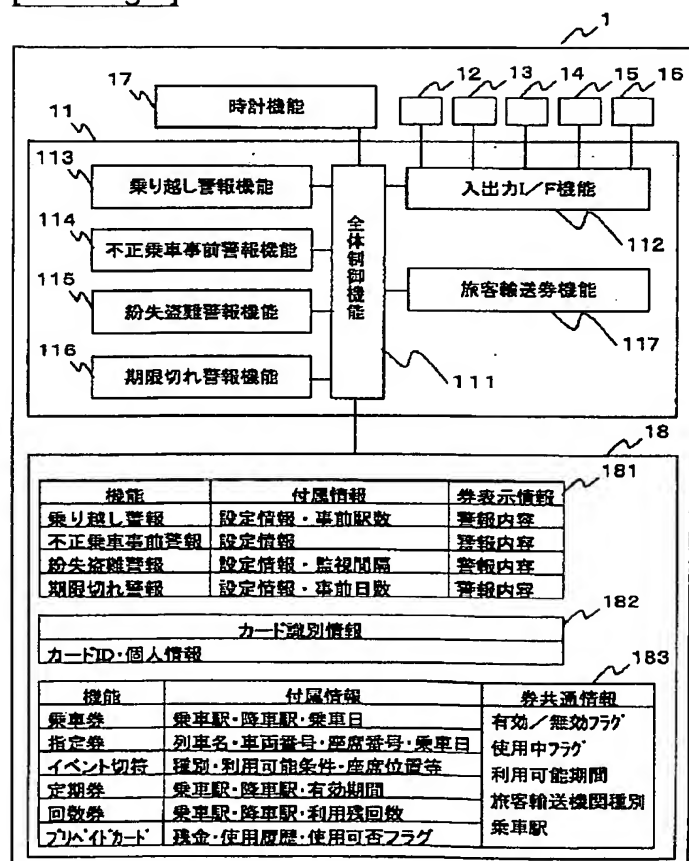 1
17
時計機能
12
13
14
15
16
11
113
乗り越し警報機能
入出力I/F機能
112
114
不正乗車事前警報機能
全体制御機能
115
紛失盗難警報機能
旅客輸送券機能
117
116
期限切れ警報機能
111
18
181
機能 付属情報 券表示情報
乗り越し警報 設定情報・事前駅数 警報内容
不正乗車事前警報 設定情報 警報内容
紛失盗難警報 設定情報・監視間隔 警報内容
期限切れ警報 設定情報・事前日数 警報内容
182
カード識別情報
カードID・個人情報
183
機能 付属情報 券共通情報
乗車券 乗車駅・降車駅・乗車日
指定券 列車名・車両番号・座席番号・乗車日
イベント切符 種別・利用可能条件・座席位置等
定期券 乗車駅・降車駅・有効期間
回数券 乗車駅・降車駅・利用残回数
プリペイドカード 残金・使用履歴・使用可否フラグ
有効/無効フラグ
使用中フラグ
利用可能期間
旅客輸送機関種別
乗車駅